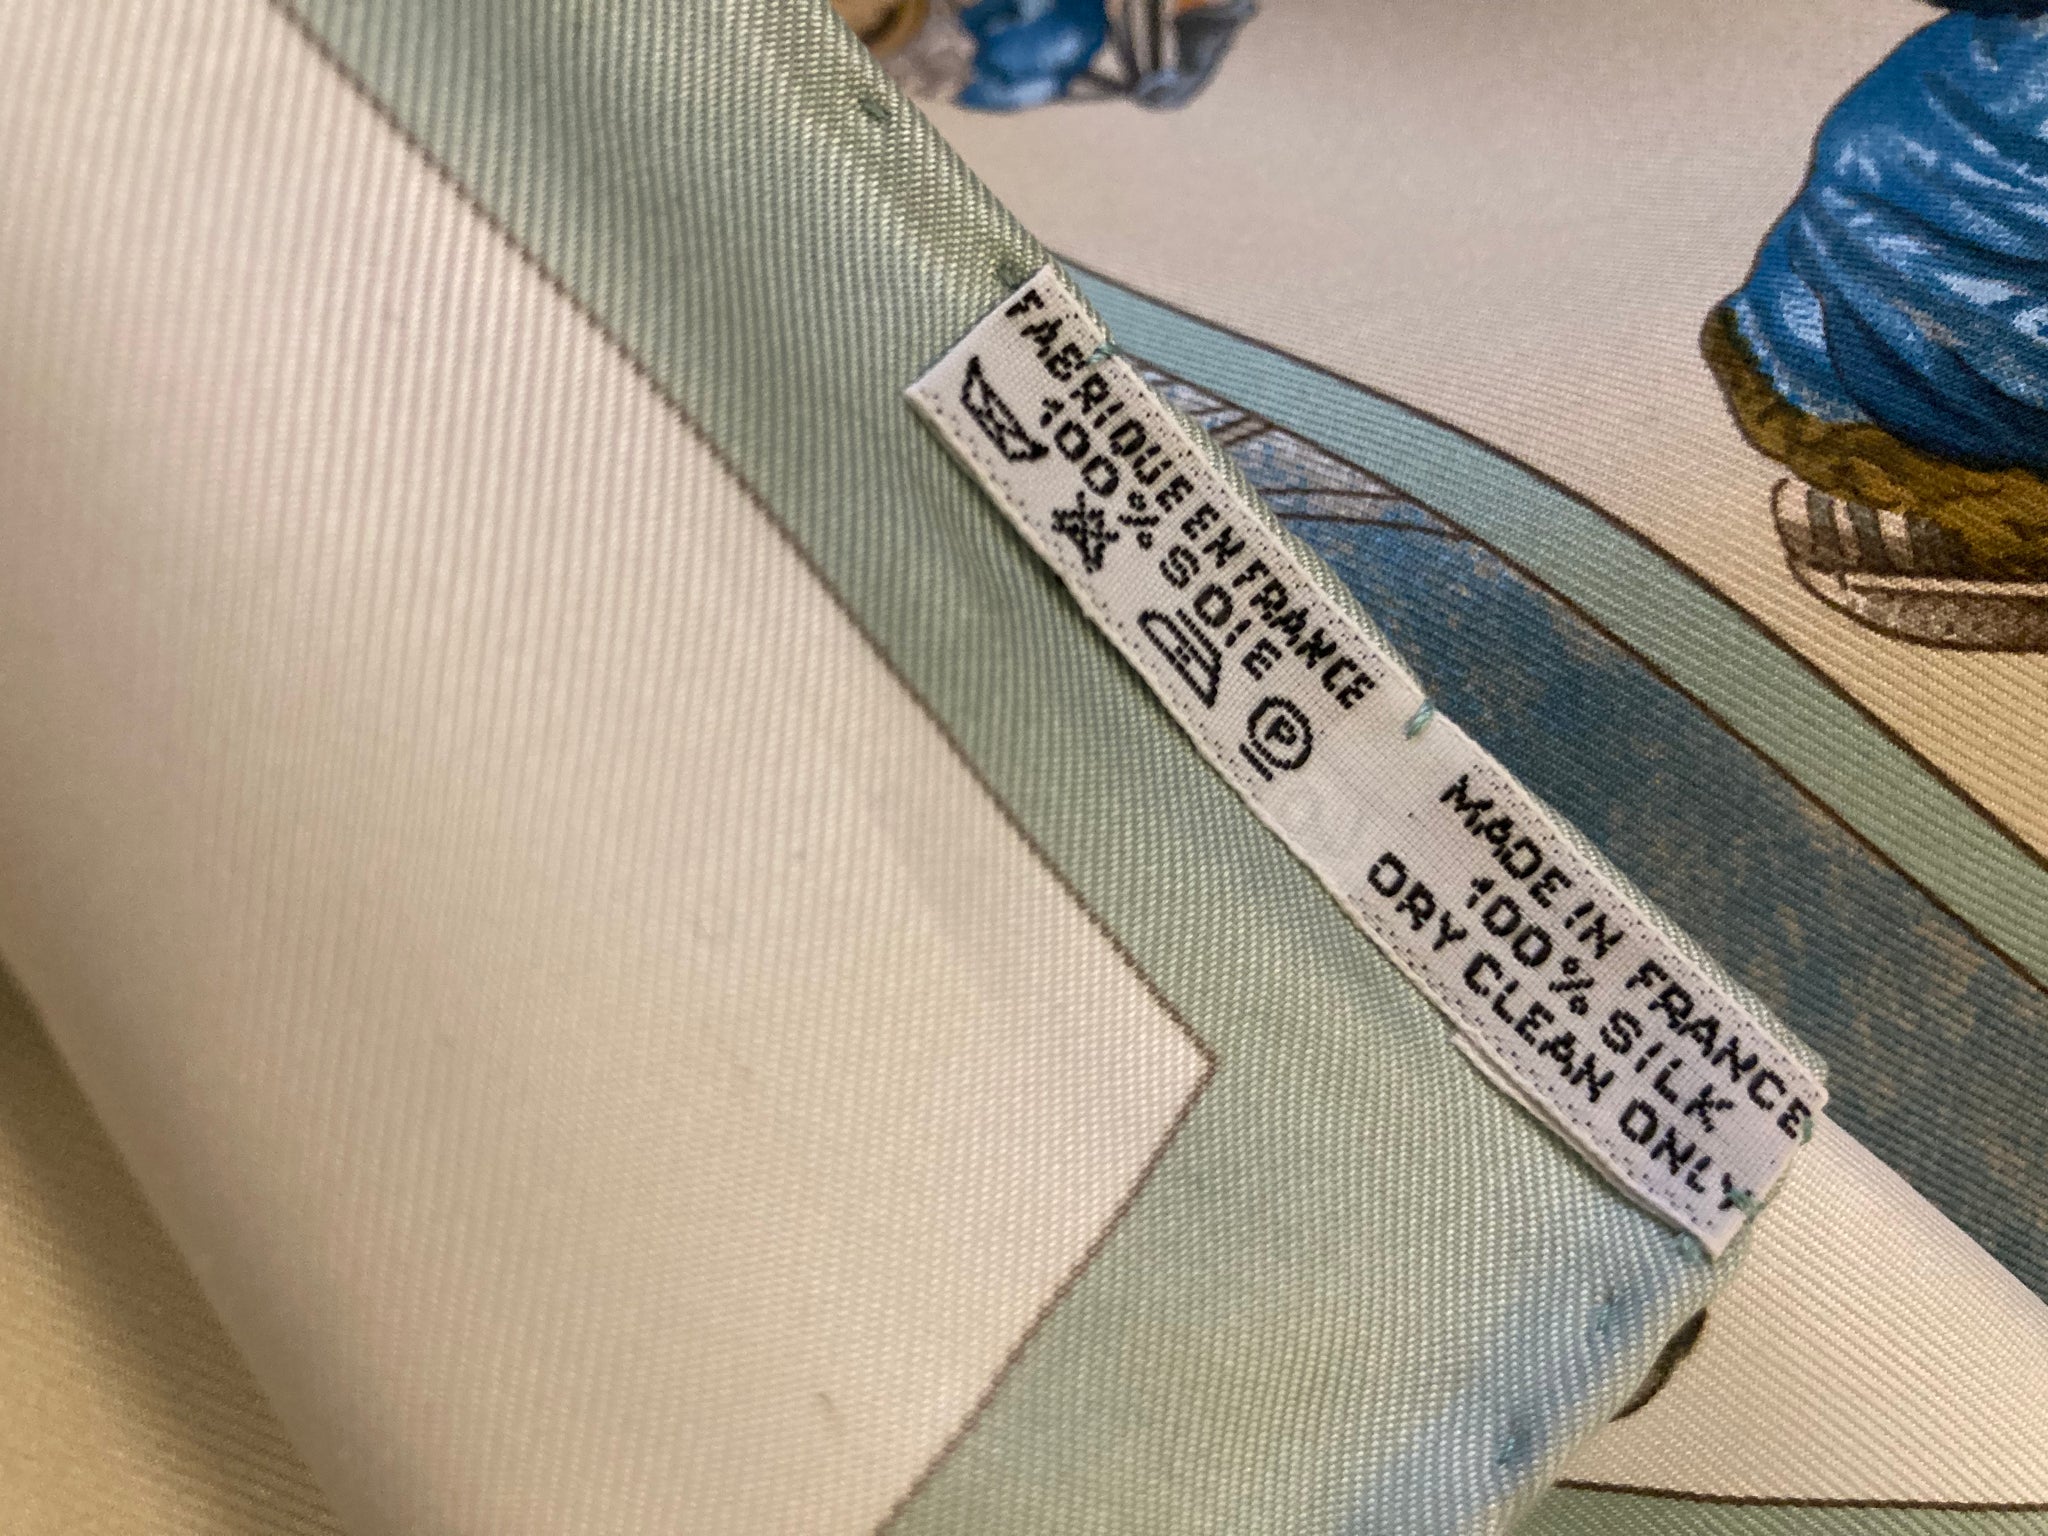 FABRIQUE EN FRANCE
100% SOIE
P
MADE IN FRANCE
100% SILK
DRY CLEAN ONLY